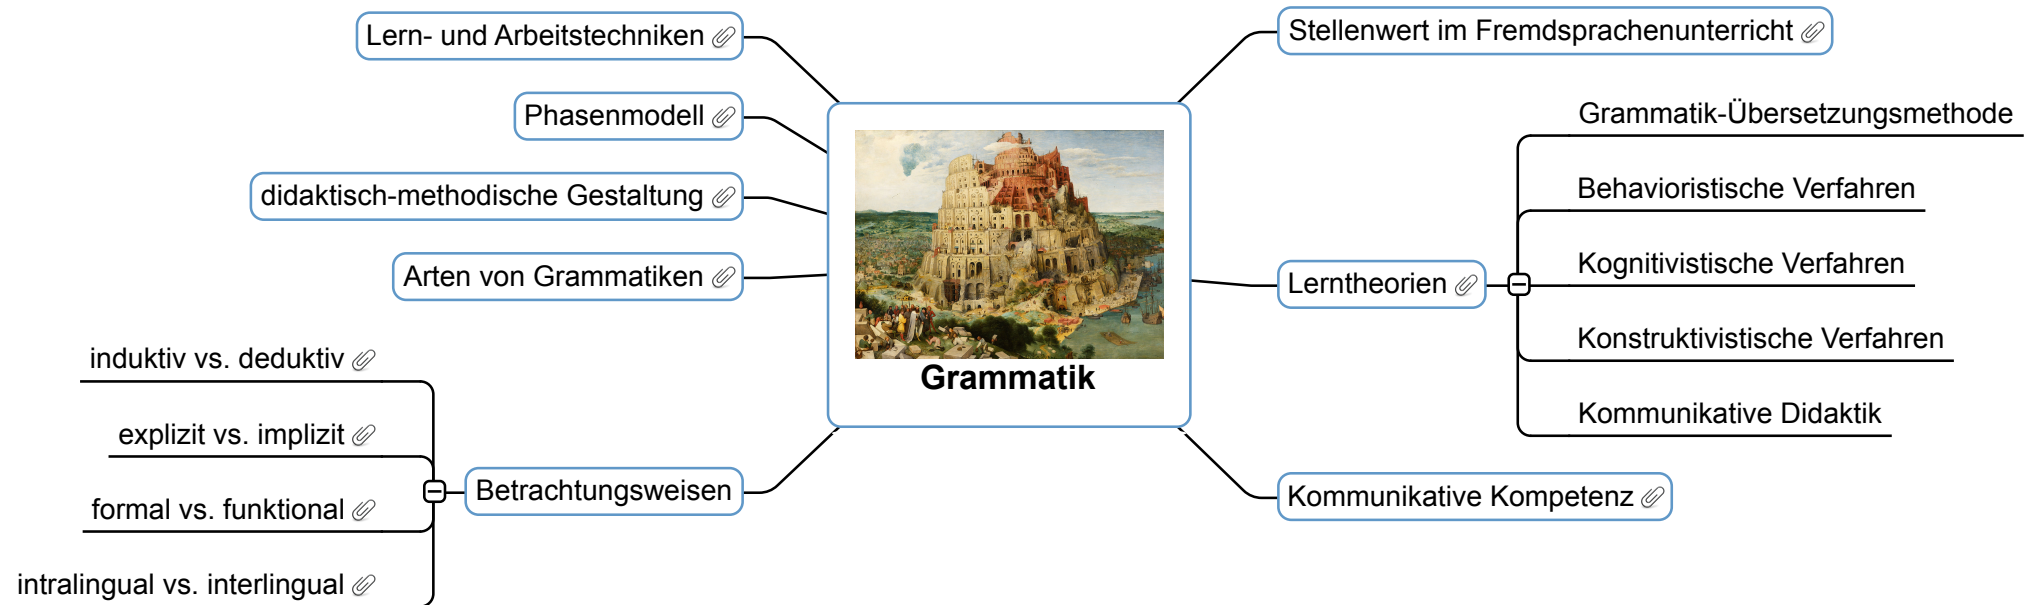 Lern- und Arbeitstechniken
Phasenmodell
didaktisch-methodische Gestaltung
Arten von Grammatiken
induktiv vs. deduktiv
explizit vs. implizit
formal vs. funktional
intralingual vs. interlingual
Betrachtungsweisen
Grammatik
Stellenwert im Fremdsprachenunterricht
Lerntheorien
Grammatik-Übersetzungsmethode
Behavioristische Verfahren
Kognitivistische Verfahren
Konstruktivistische Verfahren
Kommunikative Didaktik
Kommunikative Kompetenz